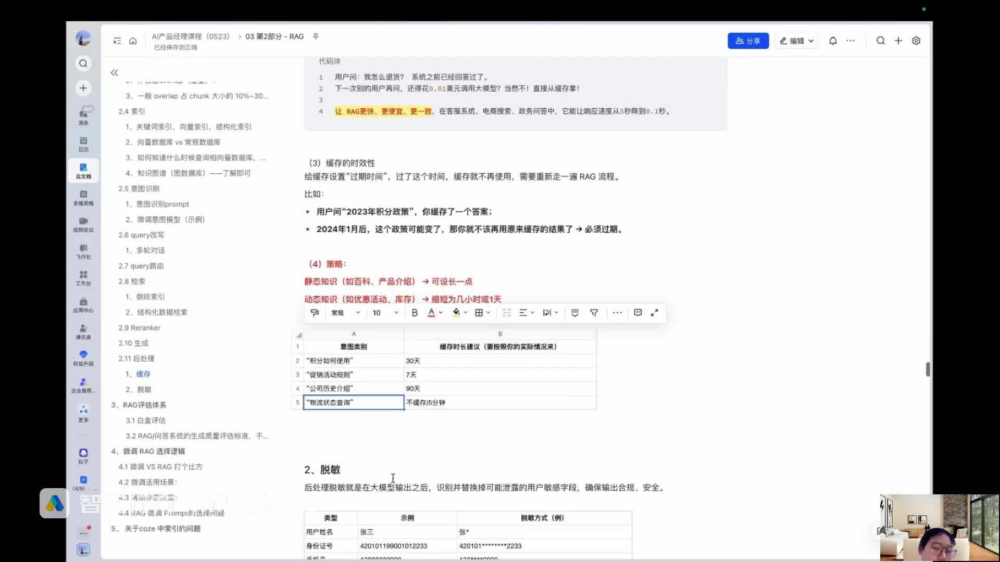 AI产品经理课程（0523） > 03 第2部分 - RAG
已经保存到云端
分享
编辑
499
消息
日历
云文档
多维表格
视频会议
飞行社
工作台
应用中心
通讯录
权益升级
企业推荐...
更多
扣子
(4/9) : ...
3、一般 overlap 占 chunk 大小的 10%~30...
2.4 索引
1、关键词索引，向量索引，结构化索引
2、向量数据库 vs 常规数据库
3、如何知道什么时候查询相向量数据库，...
4、知识图谱（图数据库）——了解即可
2.5 意图识别
1、意图识别prompt
2、微调意图模型（示例）
2.6 query改写
1、多轮对话
2.7 query路由
2.8 检索
1、倒排索引
2、结构化数据检索
2.9 Reranker
2.10 生成
2.11 后处理
1、缓存
2、脱敏
3、RAG评估体系
3.1 白盒评估
3.2 RAG/问答系统的生成质量评估标准，不...
4、微调 RAG 选择逻辑
4.1 微调 VS RAG 打个比方
4.2 微调适用场景：
4.3 落地步骤决策：
4.4 RAG 微调 Prompt的选择问题
5、 关于coze 中索引的问题
代码块
1 用户问：我怎么退货？ 系统之前已经回答过了。
2 下一次别的用户再问，还得花0.01美元调用大模型？当然不！直接从缓存拿！
3
4 让 RAG更快、更便宜、更一致，在客服系统、电商搜索、政务问答中，它能让响应速度从5秒降到0.1秒。
（3）缓存的时效性
给缓存设置“过期时间”，过了这个时间，缓存就不再使用，需要重新走一遍 RAG 流程。
比如：
• 用户问“2023年积分政策”，你缓存了一个答案；
• 2024年1月后，这个政策可能变了，那你就不该再用原来缓存的结果了 → 必须过期。
（4）策略：
静态知识（如百科、产品介绍） → 可设长一点
动态知识（如优惠活动、库存） → 缩短为几小时或1天
常规 10 B A
A B
1 意图类别 缓存时长建议（要按照你的实际情况来）
2 “积分如何使用” 30天
3 “促销活动规则” 7天
4 “公司历史介绍” 90天
5 “物流状态查询” 不缓存/5分钟
2、脱敏
后处理脱敏就是在大模型输出之后，识别并替换掉可能泄露的用户敏感字段，确保输出合规、安全。
类型 示例 脱敏方式（例）
用户姓名 张三 张*
身份证号 420101199001012233 420101********2233